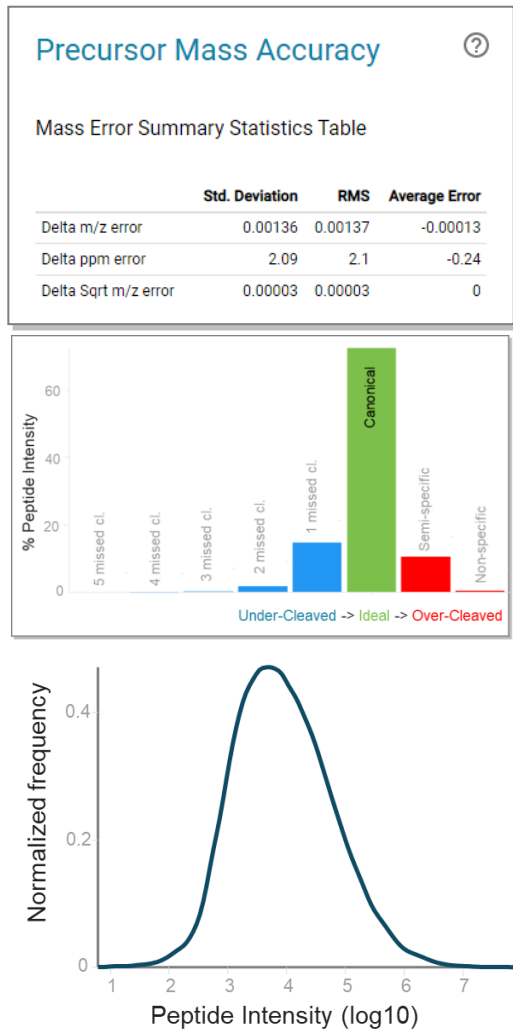 Precursor Mass Accuracy
?
Mass Error Summary Statistics Table
Std. Deviation RMS Average Error
Delta m/z error 0.00136 0.00137 -0.00013
Delta ppm error 2.09 2.1 -0.24
Delta Sqrt m/z error 0.00003 0.00003 0
% Peptide Intensity
60
40
20
0
5 missed cl.
4 missed cl.
3 missed cl.
2 missed cl.
1 missed cl.
Canonical
Semi-specific
Non-specific
Under-Cleaved -> Ideal -> Over-Cleaved
Normalized frequency
0.4
0.2
0
1 2 3 4 5 6 7
Peptide Intensity (log10)